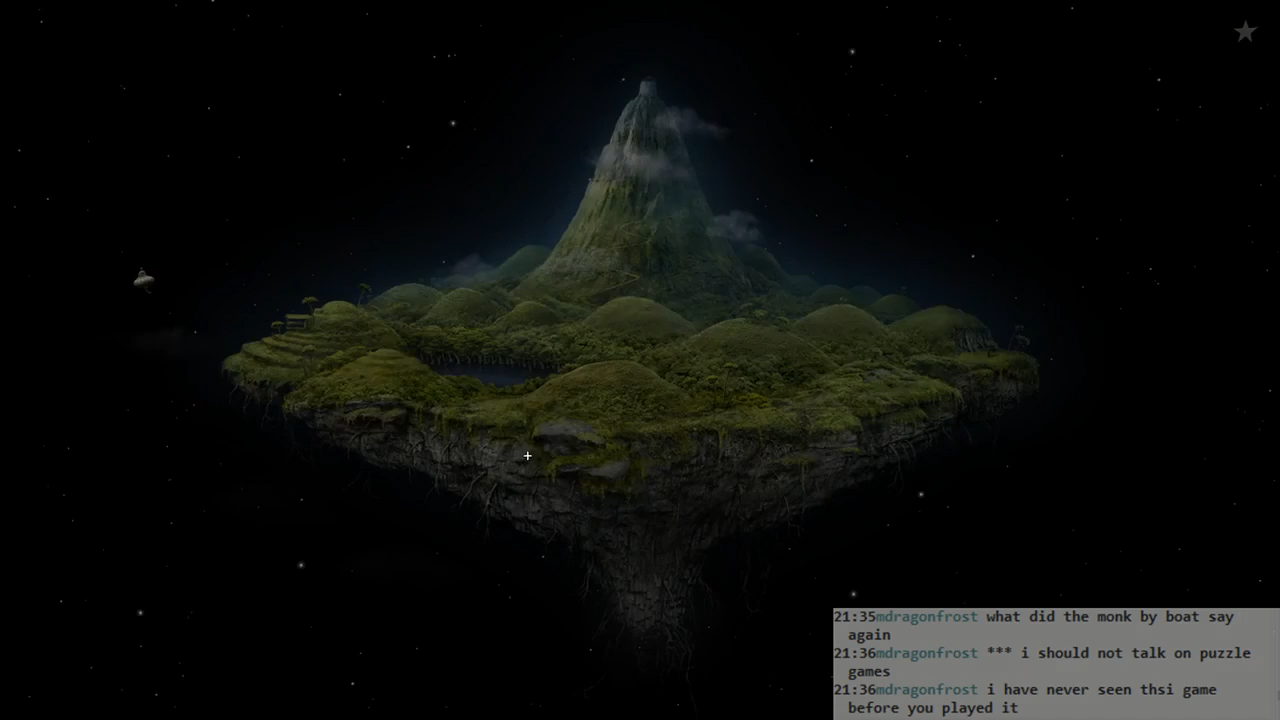 21:35mdragonfrost what did the monk by boat say
again
21:36mdragonfrost *** i should not talk on puzzle
games
21:36mdragonfrost i have never seen thsi game
before you played it